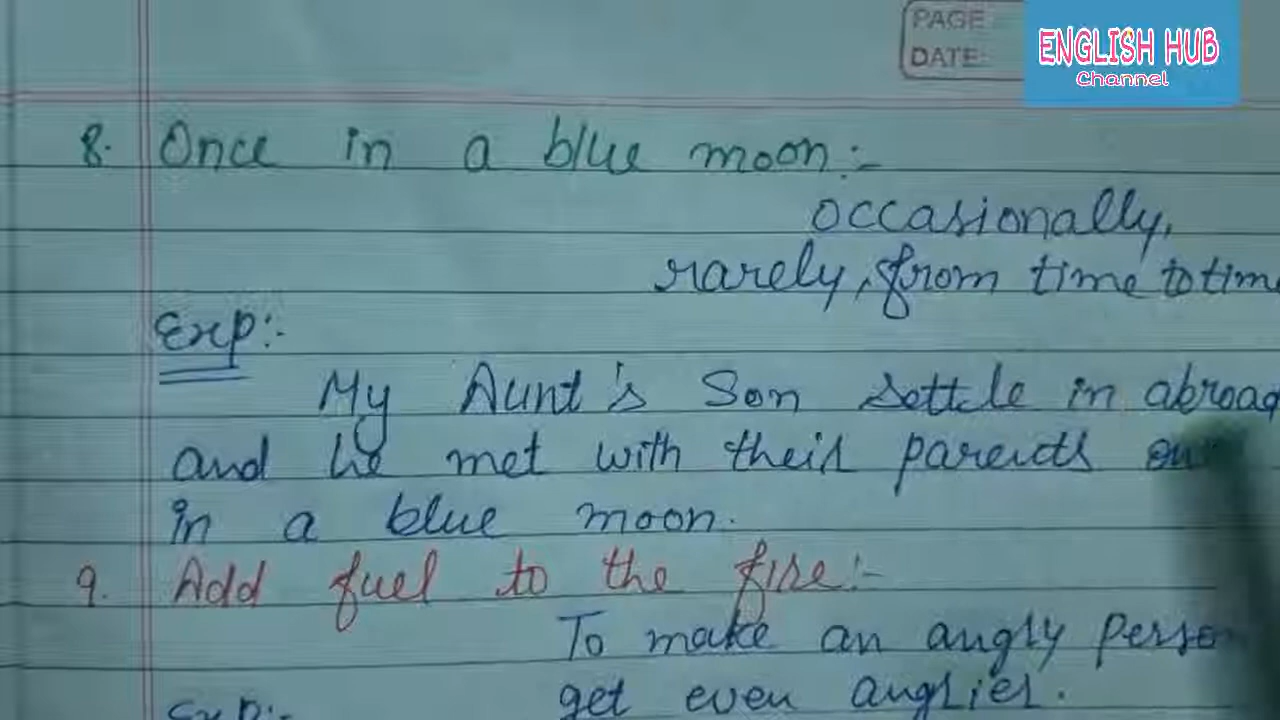 PAGE
DATE:
ENGLISH HUB
Channel
8. Once in a blue moon:-
occasionally,
rarely, from time to time
Exp:-
My Aunt's Son Settle in abroad
and he met with their parents
in a blue moon.
9. Add fuel to the fire:-
To make an angry person
get even angrier.
Exp:-